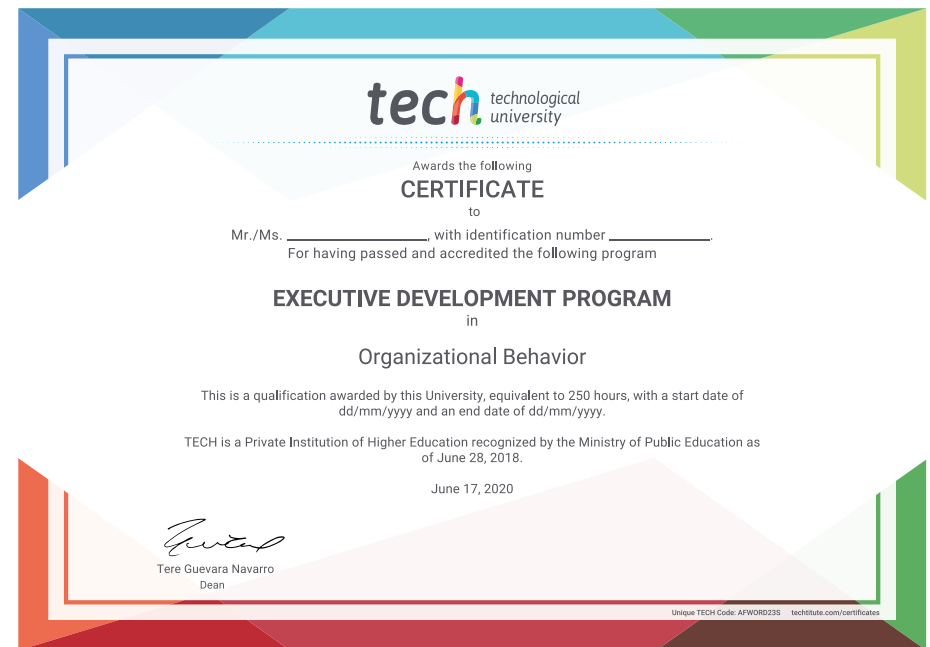 tech technological
university
Awards the following
CERTIFICATE
to
Mr./Ms. ____________________, with identification number ______________.
For having passed and accredited the following program
EXECUTIVE DEVELOPMENT PROGRAM
in
Organizational Behavior
This is a qualification awarded by this University, equivalent to 250 hours, with a start date of
dd/mm/yyyy and an end date of dd/mm/yyyy.
TECH is a Private Institution of Higher Education recognized by the Ministry of Public Education as
of June 28, 2018.
June 17, 2020
Tere Guevara Navarro
Dean
Unique TECH Code: AFWORD23S techtitute.com/certificates